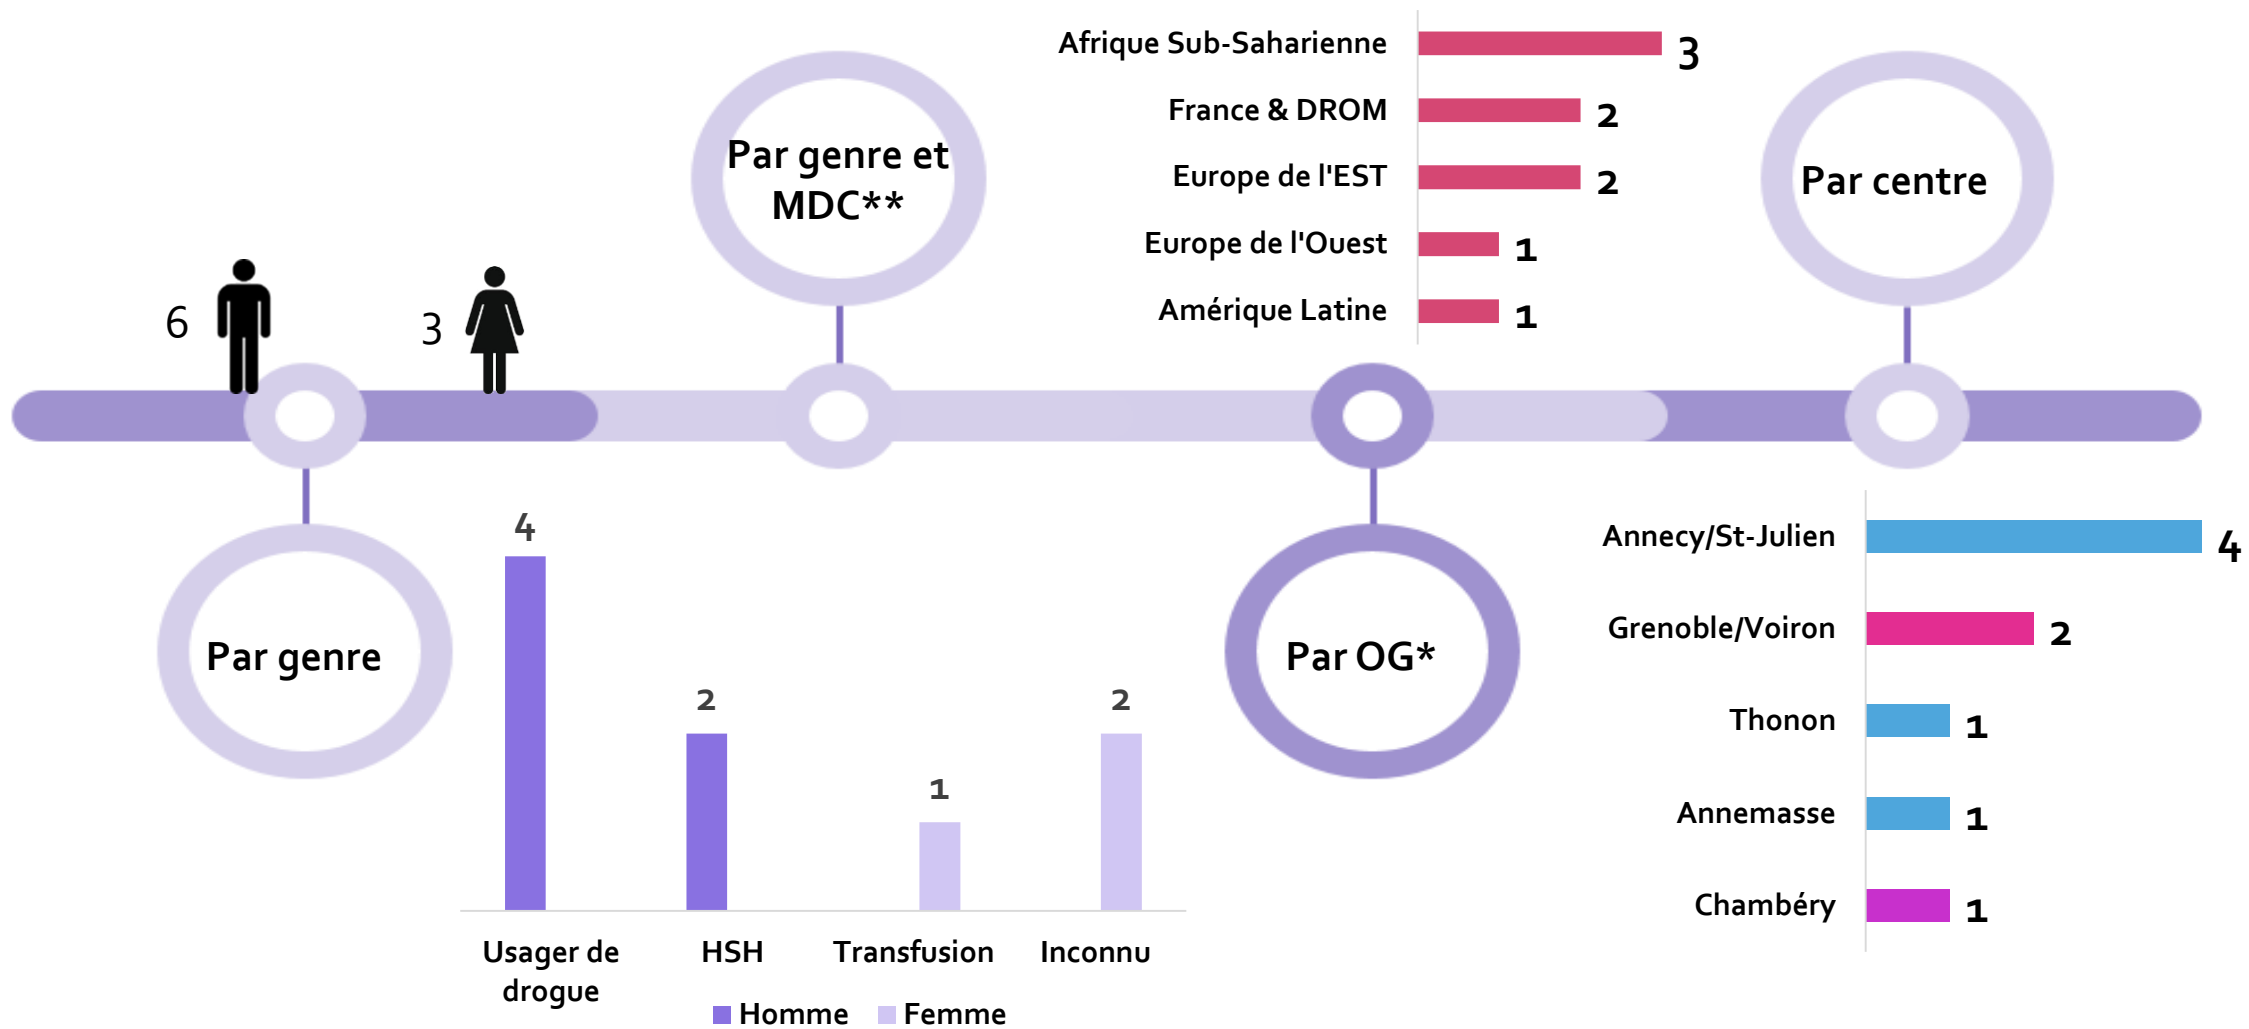 6
3
Par genre
Par genre et
MDC**
4
2
1
2
Usager de
drogue
HSH
Transfusion
Inconnu
Homme
Femme
Afrique Sub-Saharienne
3
France & DROM
2
Europe de l'EST
2
Europe de l'Ouest
1
Amérique Latine
1
Par OG*
Par centre
Annecy/St-Julien
4
Grenoble/Voiron
2
Thonon
1
Annemasse
1
Chambéry
1